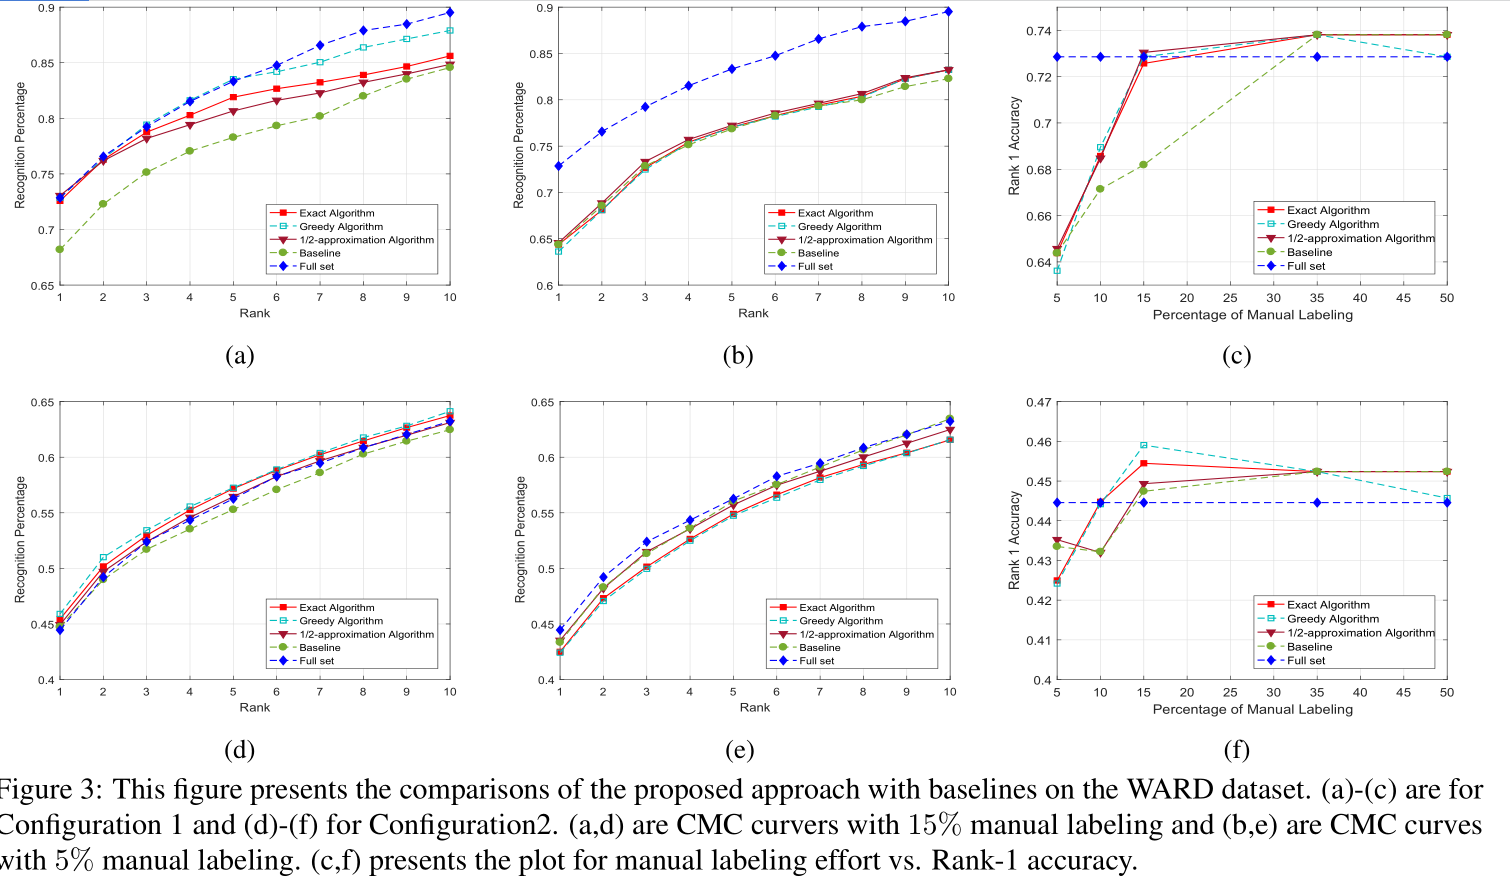 0.9
0.85
0.8
0.75
0.7
0.65
Recognition Percentage
1 2 3 4 5 6 7 8 9 10
Rank
Exact Algorithm
Greedy Algorithm
1/2-approximation Algorithm
Baseline
Full set
(a)
0.9
0.85
0.8
0.75
0.7
0.65
0.6
Recognition Percentage
1 2 3 4 5 6 7 8 9 10
Rank
Exact Algorithm
Greedy Algorithm
1/2-approximation Algorithm
Baseline
Full set
(b)
0.74
0.72
0.7
0.68
0.66
0.64
Rank 1 Accuracy
5 10 15 20 25 30 35 40 45 50
Percentage of Manual Labeling
Exact Algorithm
Greedy Algorithm
1/2-approximation Algorithm
Baseline
Full set
(c)
0.65
0.6
0.55
0.5
0.45
0.4
Recognition Percentage
1 2 3 4 5 6 7 8 9 10
Rank
Exact Algorithm
Greedy Algorithm
1/2-approximation Algorithm
Baseline
Full set
(d)
0.65
0.6
0.55
0.5
0.45
0.4
Recognition Percentage
1 2 3 4 5 6 7 8 9 10
Rank
Exact Algorithm
Greedy Algorithm
1/2-approximation Algorithm
Baseline
Full set
(e)
0.47
0.46
0.45
0.44
0.43
0.42
0.41
0.4
Rank 1 Accuracy
5 10 15 20 25 30 35 40 45 50
Percentage of Manual Labeling
Exact Algorithm
Greedy Algorithm
1/2-approximation Algorithm
Baseline
Full set
(f)
Figure 3: This figure presents the comparisons of the proposed approach with baselines on the WARD dataset. (a)-(c) are for
Configuration 1 and (d)-(f) for Configuration2. (a,d) are CMC curvers with 15% manual labeling and (b,e) are CMC curves
with 5% manual labeling. (c,f) presents the plot for manual labeling effort vs. Rank-1 accuracy.